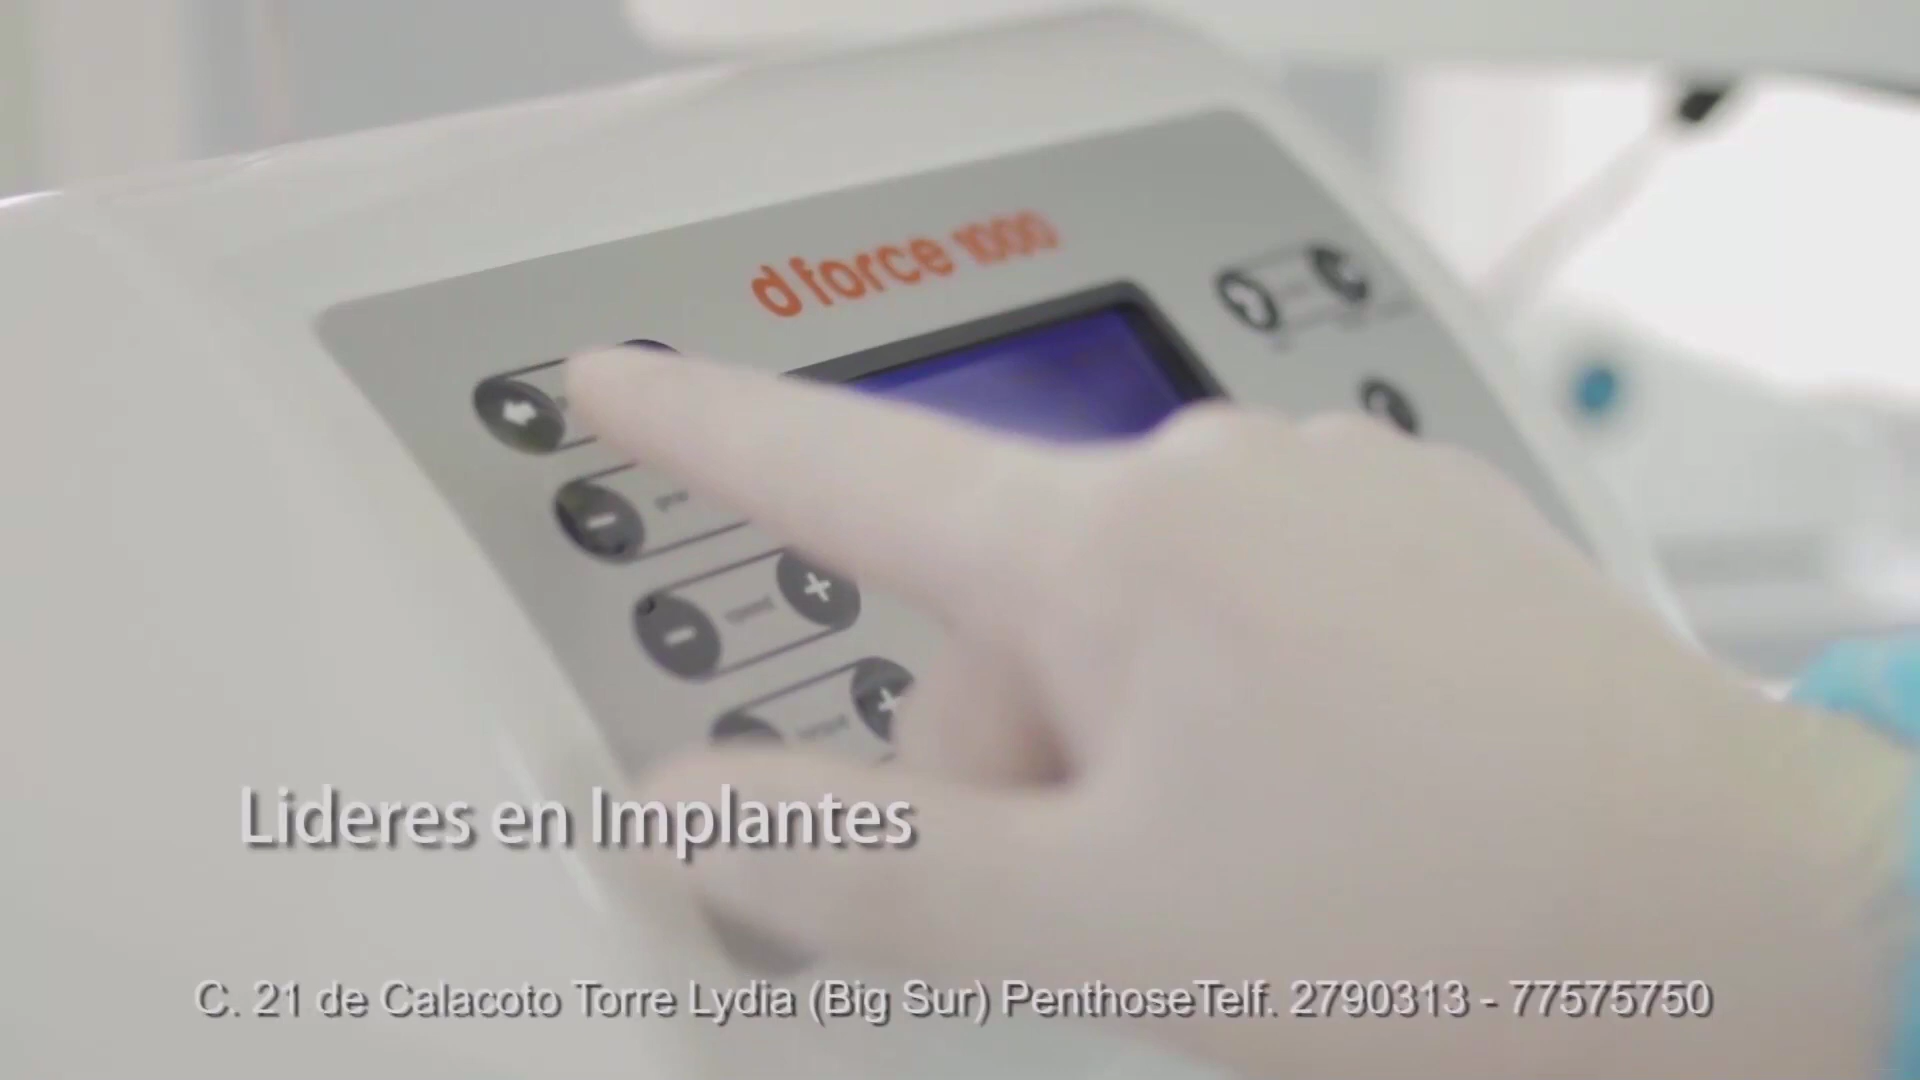 d force 1000
Lideres en Implantes
C. 21 de Calacoto Torre Lydia (Big Sur) PenthoseTelf. 2790313 - 77575750